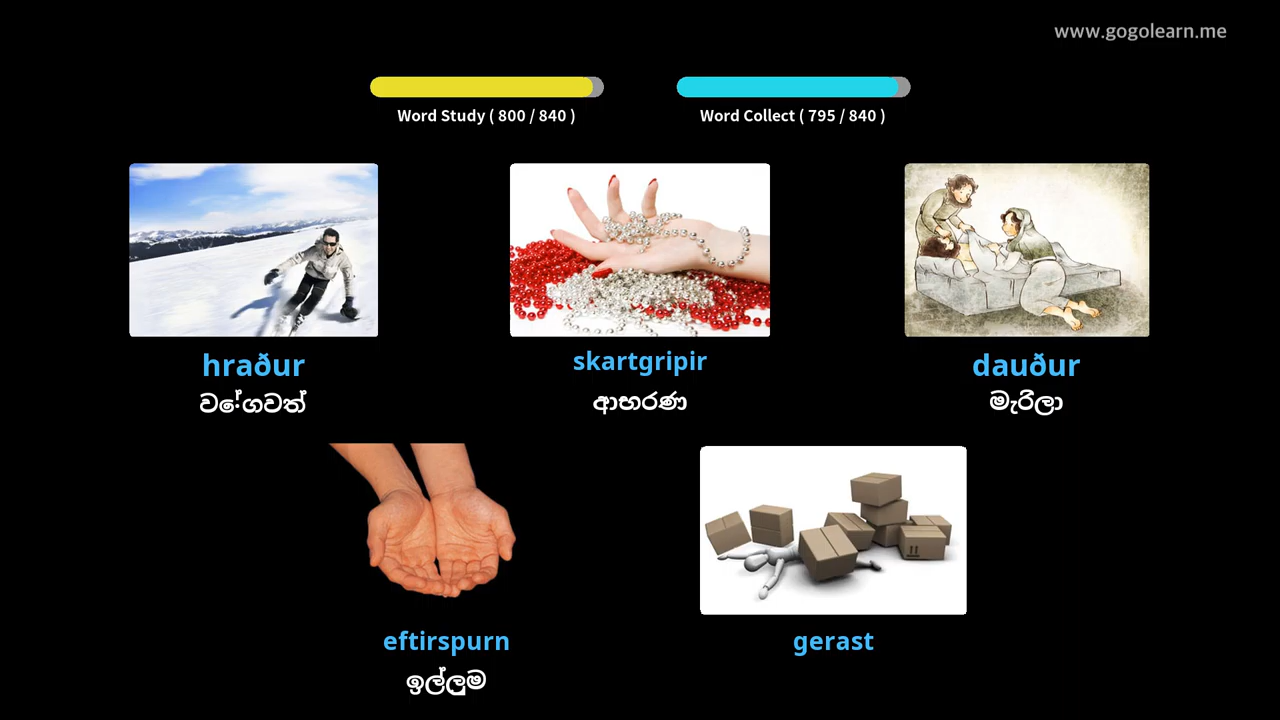 www.gogolearn.me
Word Study ( 800 / 840 )
Word Collect ( 795 / 840 )
hraður
වේගවත්
skartgripir
ආභරණ
dauður
මැරිලා
eftirspurn
ඉල්ලුම
gerast